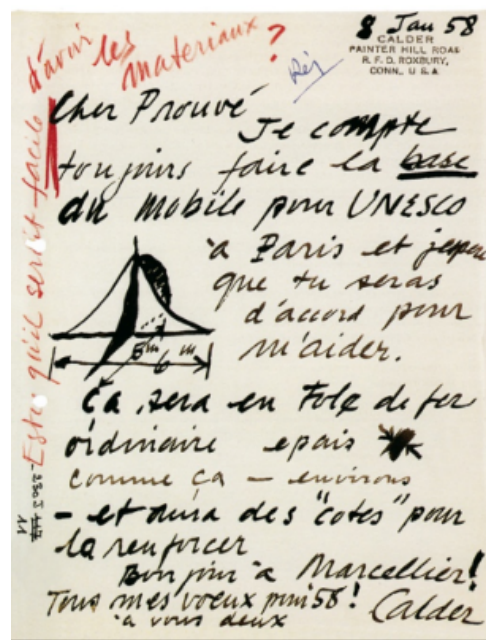 8 Jan 58
CALDER
PAINTER HILL ROAD
R. F. D. ROXBURY,
CONN., U S A
Cher Prouvé
Je compte
toujours faire la base
du mobile pour UNESCO
à Paris et j'espère
que tu seras
d'accord pour
m'aider.
5m
6m
Ça sera en Tole de fer
ordinaire epais
comme ça - environs
- et aura des "cotes" pour
la renforcer
Bonjour a Marcellier!
Tous mes voeux pour 58!
à vous deux
Calder
Estce qu'il serait facile
d'avoir les
materiaux?